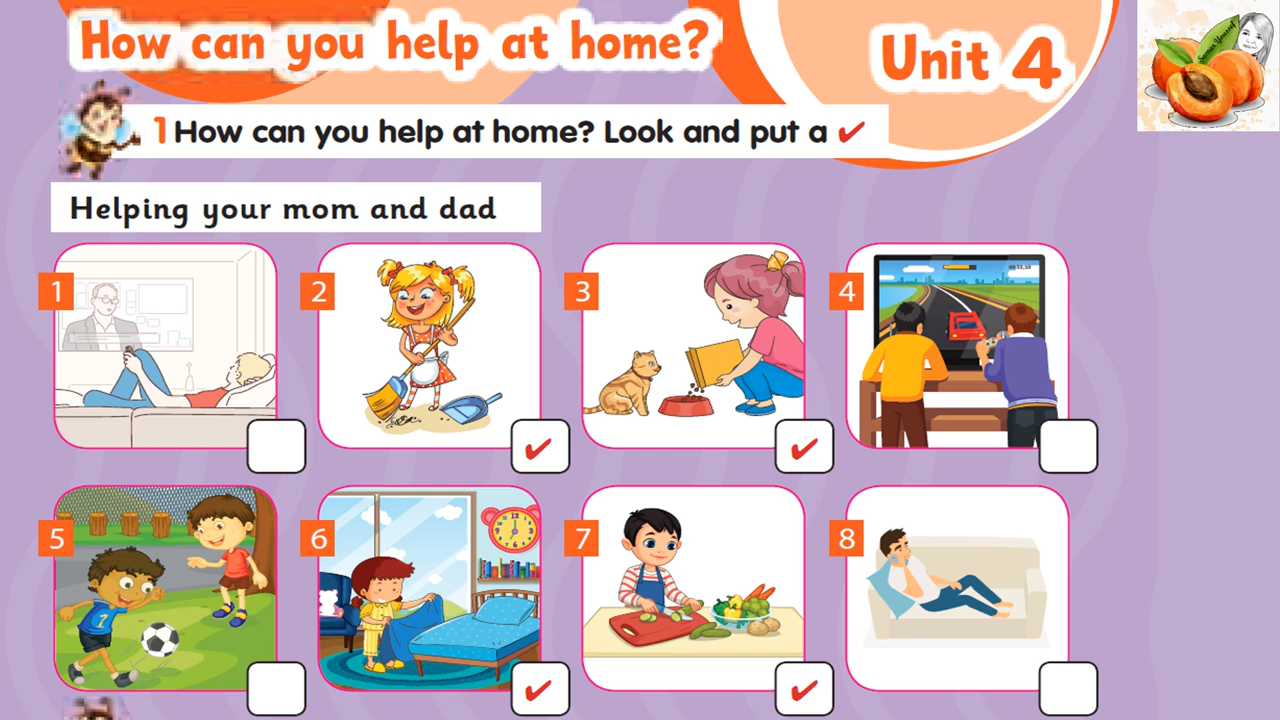 How can you help at home?
Unit 4
1 How can you help at home? Look and put a ✔
Helping your mom and dad
1
2
3
4
5
6
7
8